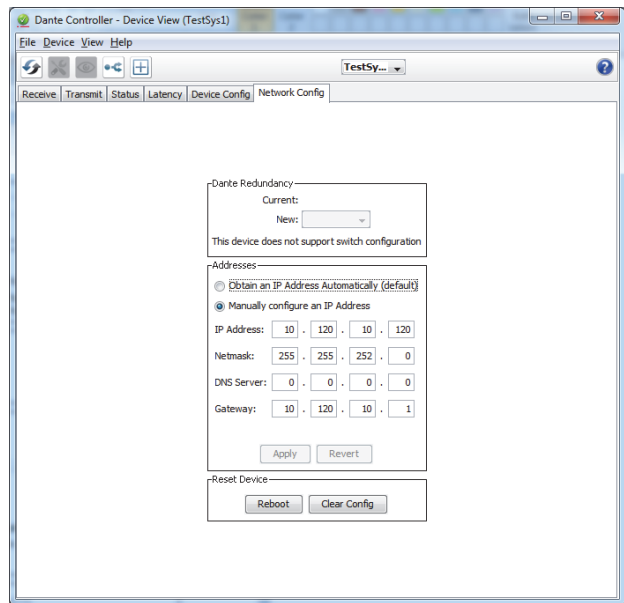 Dante Controller - Device View (TestSys1)
File Device View Help
TestSy...
?
Receive Transmit Status Latency Device Config Network Config
Dante Redundancy
Current:
New:
This device does not support switch configuration
Addresses
Obtain an IP Address Automatically (default)
Manually configure an IP Address
IP Address: 10 . 120 . 10 . 120
Netmask: 255 . 255 . 252 . 0
DNS Server: 0 . 0 . 0 . 0
Gateway: 10 . 120 . 10 . 1
Apply Revert
Reset Device
Reboot Clear Config